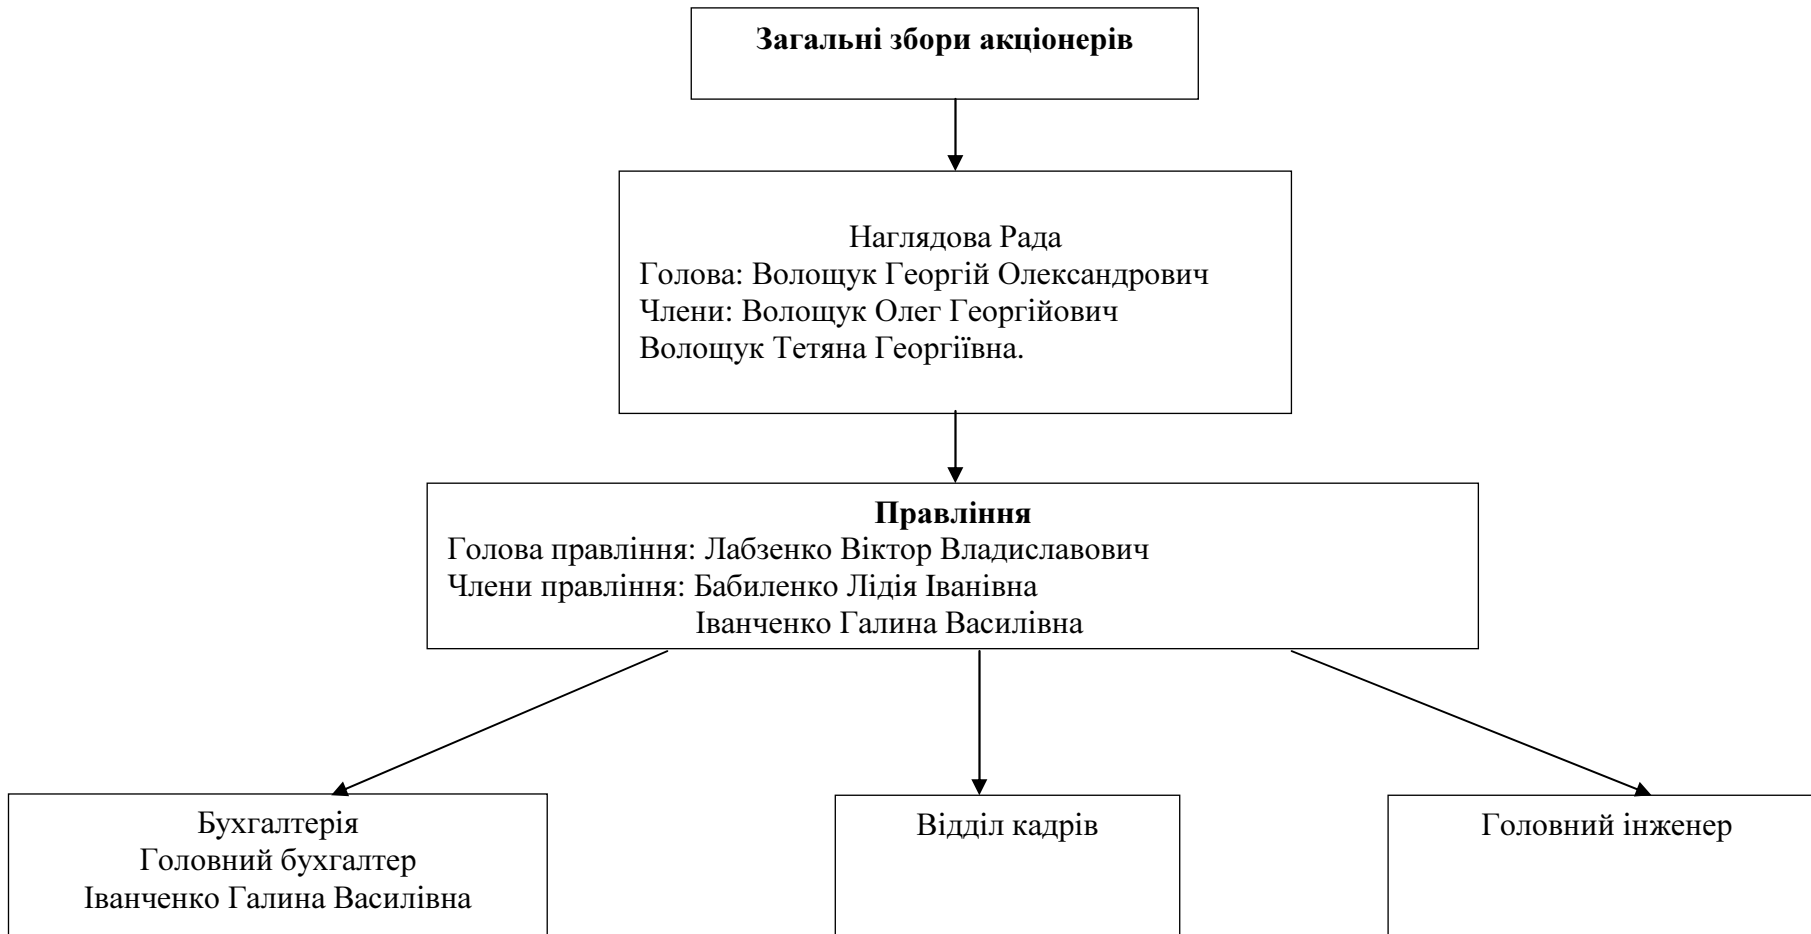 Загальні збори акціонерів
Наглядова Рада
Голова: Волощук Георгій Олександрович
Члени: Волощук Олег Георгійович
Волощук Тетяна Георгіївна.
Правління
Голова правління: Лабзенко Віктор Владиславович
Члени правління: Бабиленко Лідія Іванівна
Іванченко Галина Василівна
Бухгалтерія
Головний бухгалтер
Іванченко Галина Василівна
Відділ кадрів
Головний інженер